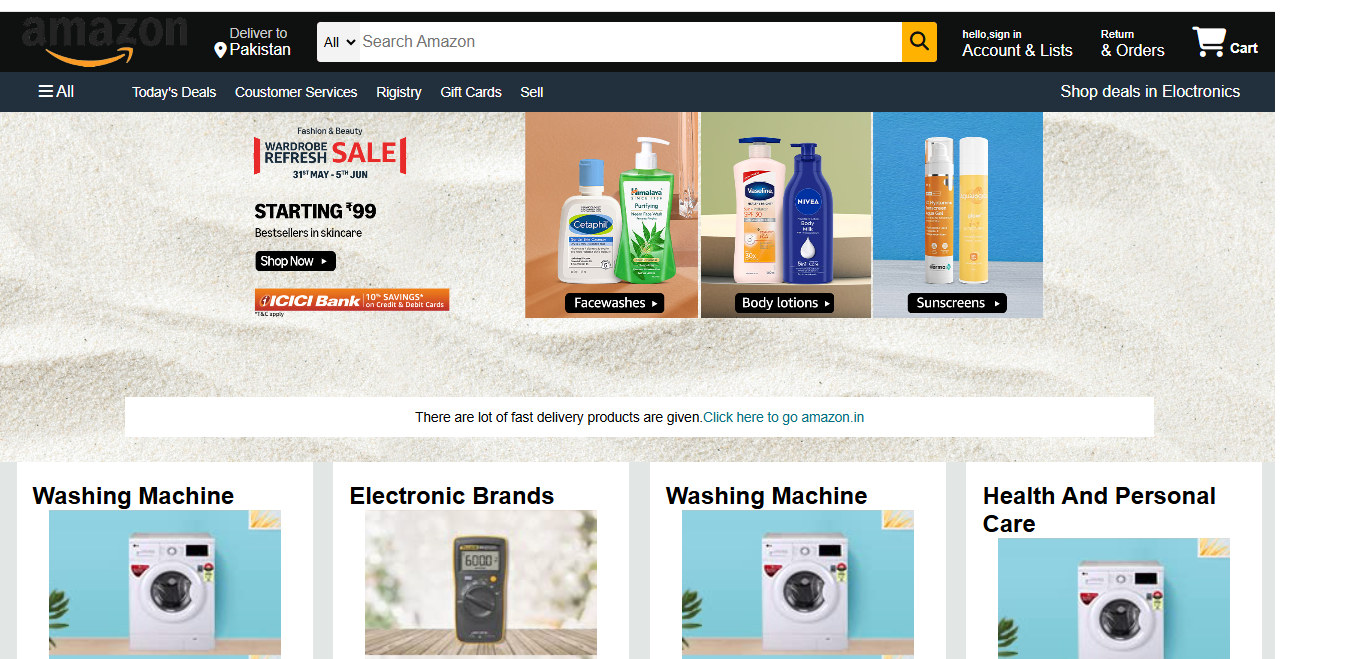 amazon
Deliver to
Pakistan
All
Search Amazon
hello,sign in
Account & Lists
Return
& Orders
Cart
All
Today's Deals
Coustomer Services
Rigistry
Gift Cards
Sell
Shop deals in Eloctronics
Fashion & Beauty
WARDROBE
REFRESH SALE
31ST MAY - 5TH JUN
STARTING ₹99
Bestsellers in skincare
Shop Now
ICICI Bank
10% SAVINGS*
on Credit & Debit Cards
*T&C apply
Cetaphil
Himalaya
Purifying
Neem Face Wash
Facewashes
Vaseline
SPF 30
NIVEA
Body
Milk
Body lotions
Sunscreens
There are lot of fast delivery products are given.Click here to go amazon.in
Washing Machine
Electronic Brands
Washing Machine
Health And Personal
Care
6000